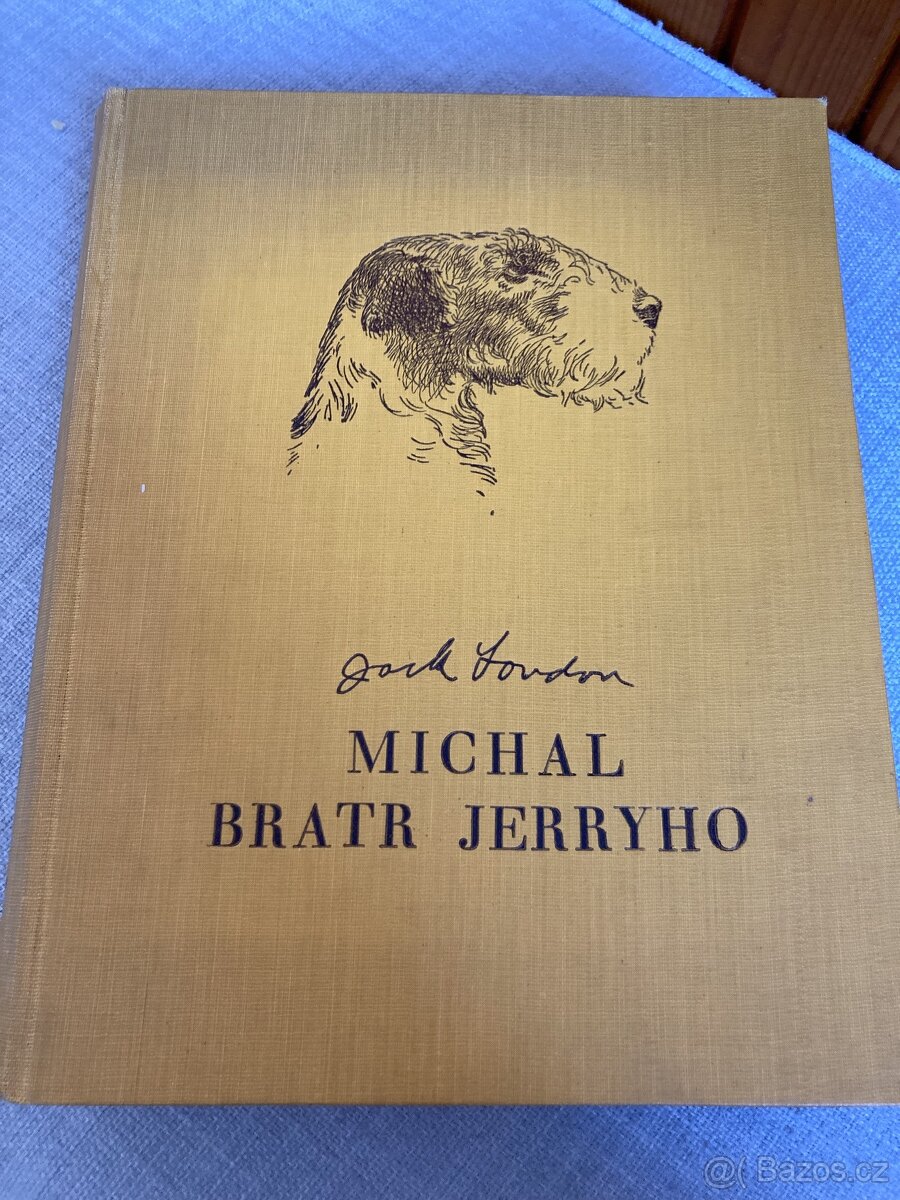 Jack London
MICHAL
BRATR JERRYHO
@( Bazos.cz